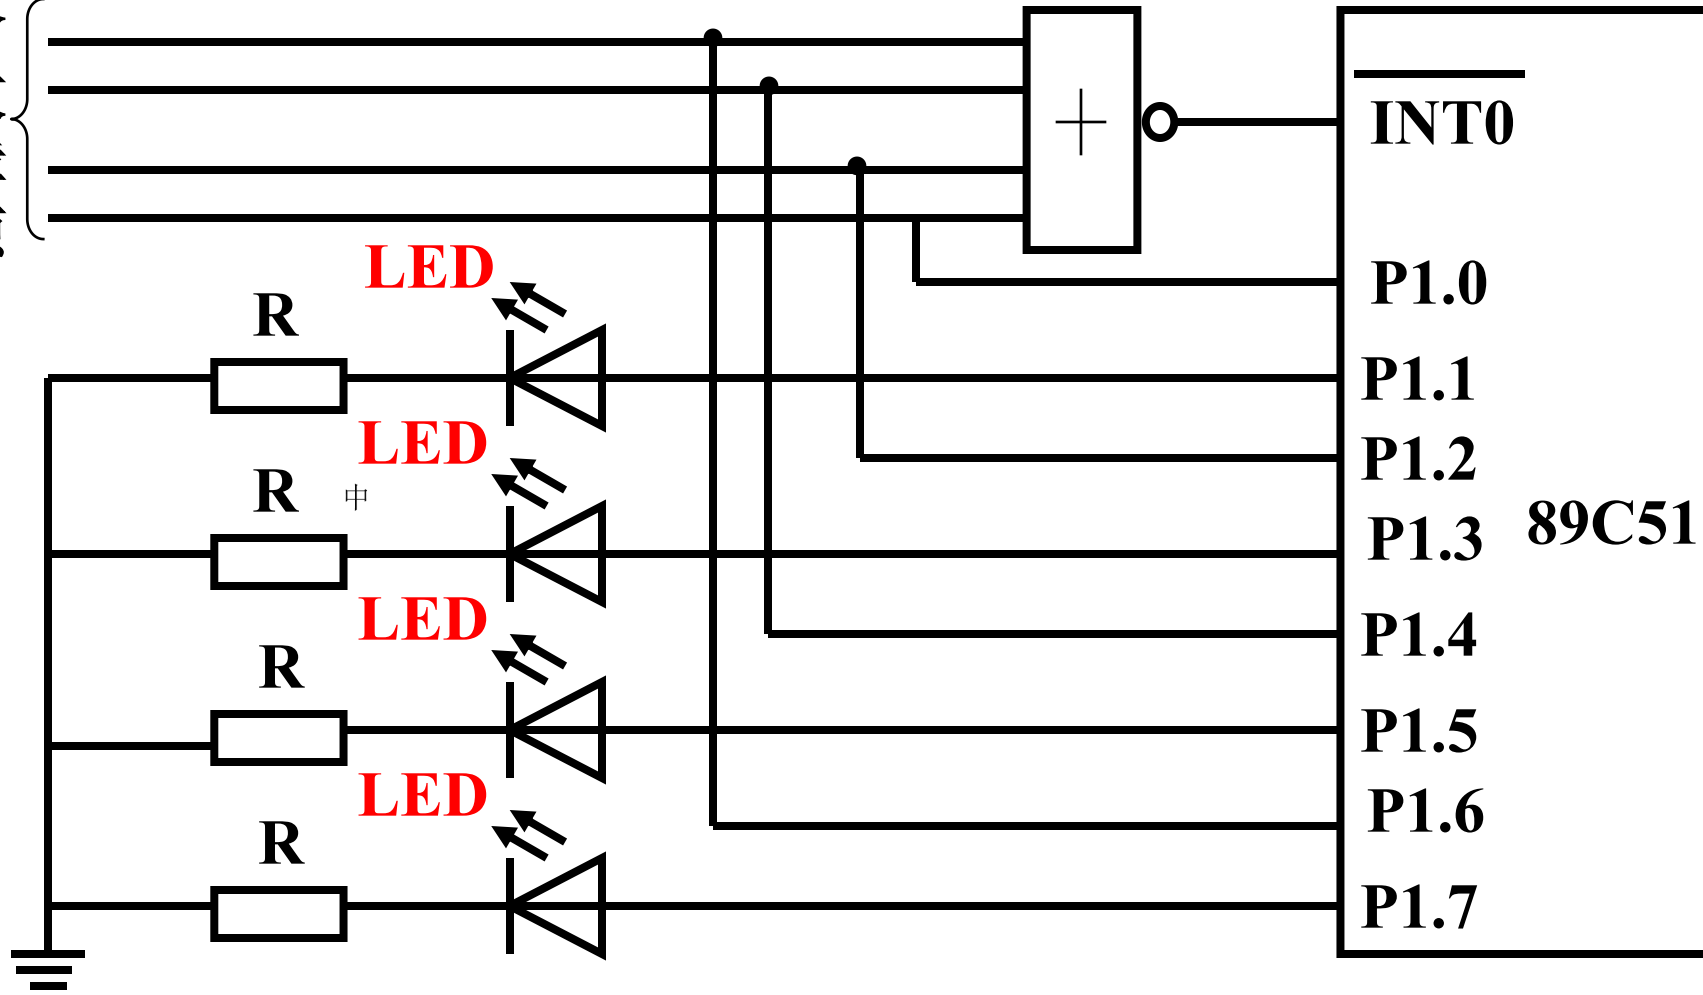 INT0
LED
P1.0
R
P1.1
LED
P1.2
R
中
P1.3
89C51
LED
P1.4
R
P1.5
LED
P1.6
R
P1.7